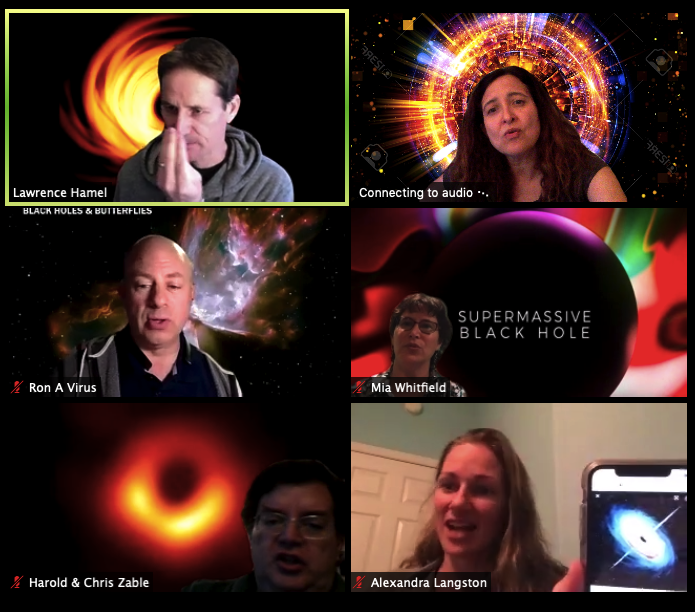 Lawrence Hamel
Connecting to audio ··.
BLACK HOLES & BUTTERFLIES
Ron A Virus
SUPERMASSIVE
BLACK HOLE
Mia Whitfield
Harold & Chris Zable
Alexandra Langston